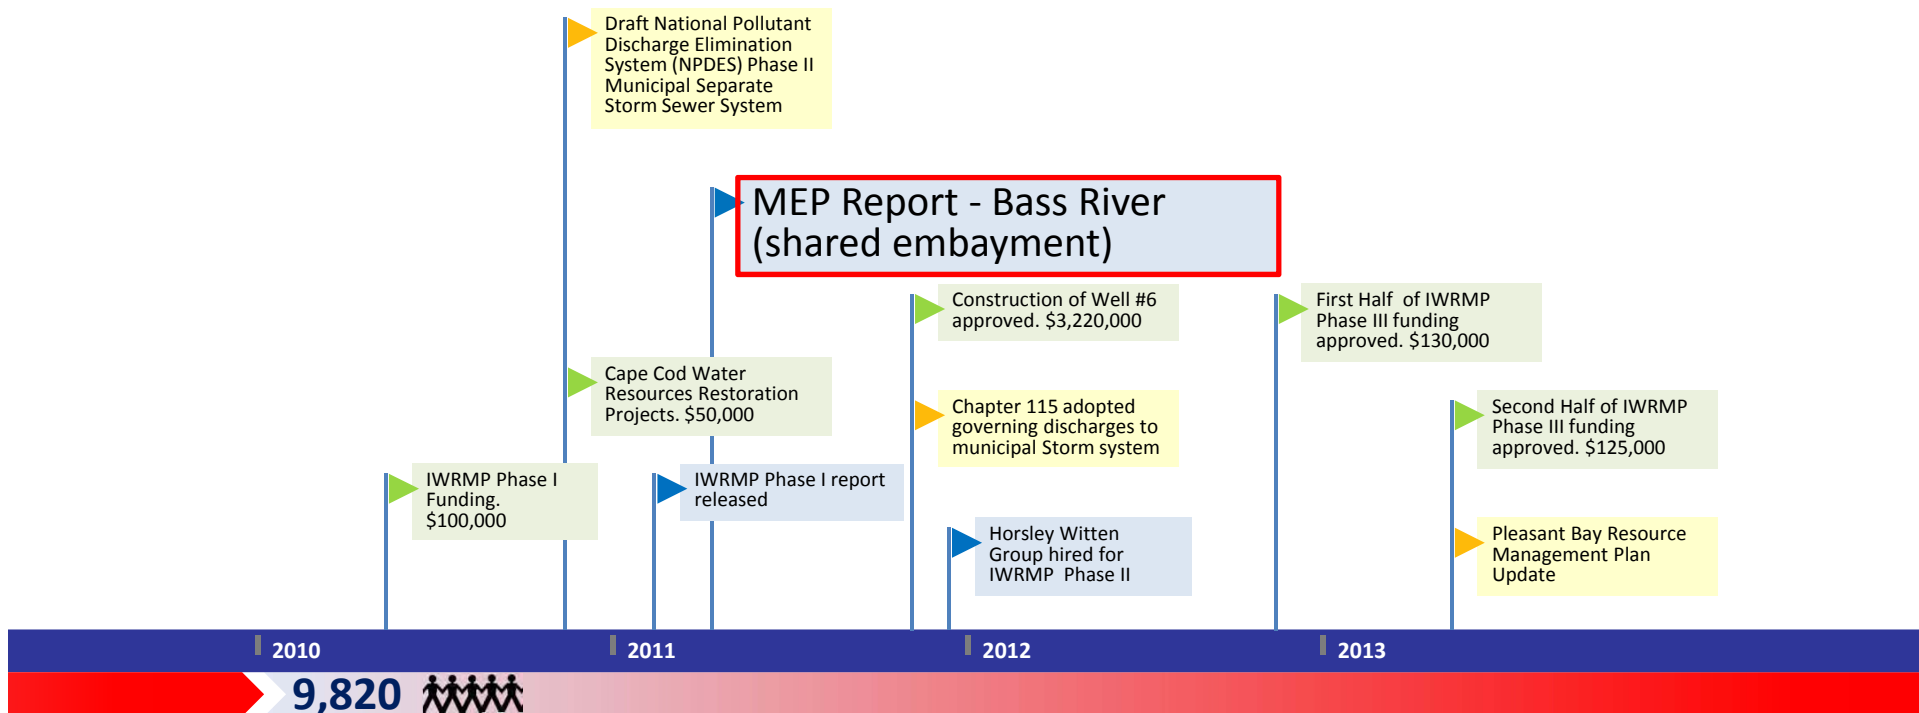 Draft National Pollutant
Discharge Elimination
System (NPDES) Phase II
Municipal Separate
Storm Sewer System
MEP Report - Bass River
(shared embayment)
Construction of Well #6
approved. $3,220,000
First Half of IWRMP
Phase III funding
approved. $130,000
Cape Cod Water
Resources Restoration
Projects. $50,000
Chapter 115 adopted
governing discharges to
municipal Storm system
Second Half of IWRMP
Phase III funding
approved. $125,000
IWRMP Phase I
Funding.
$100,000
IWRMP Phase I report
released
Horsley Witten
Group hired for
IWRMP Phase II
Pleasant Bay Resource
Management Plan
Update
2010
2011
2012
2013
9,820